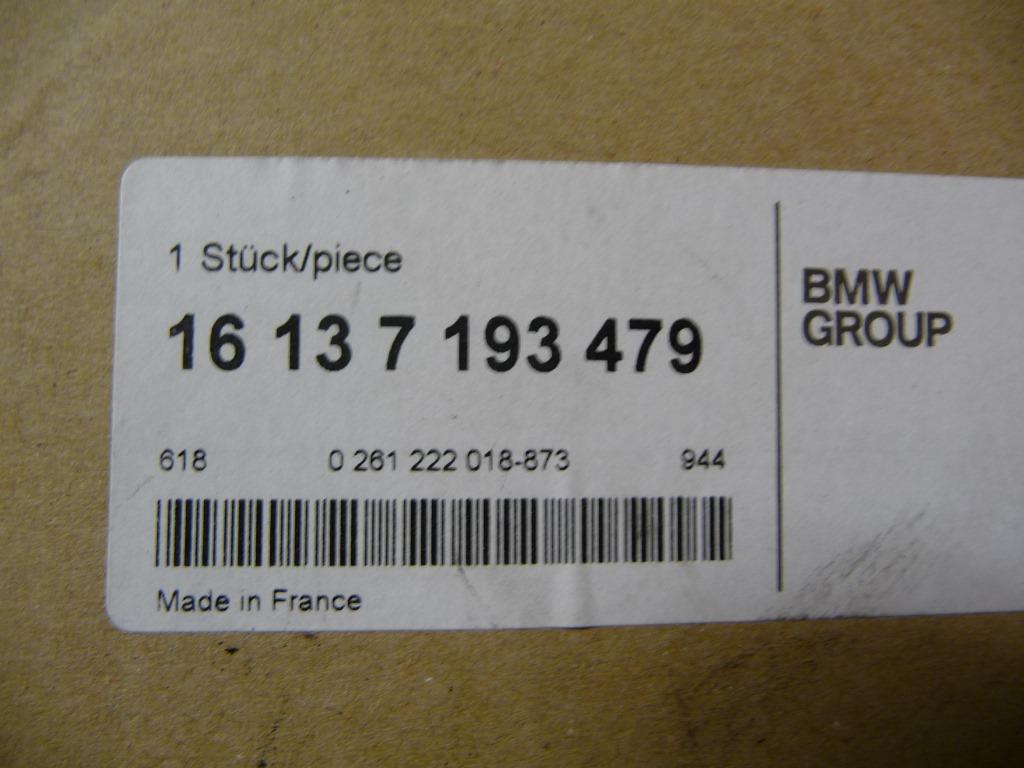 1 Stück/piece
16 13 7 193 479
BMW
GROUP
618 0 261 222 018-873 944
Made in France